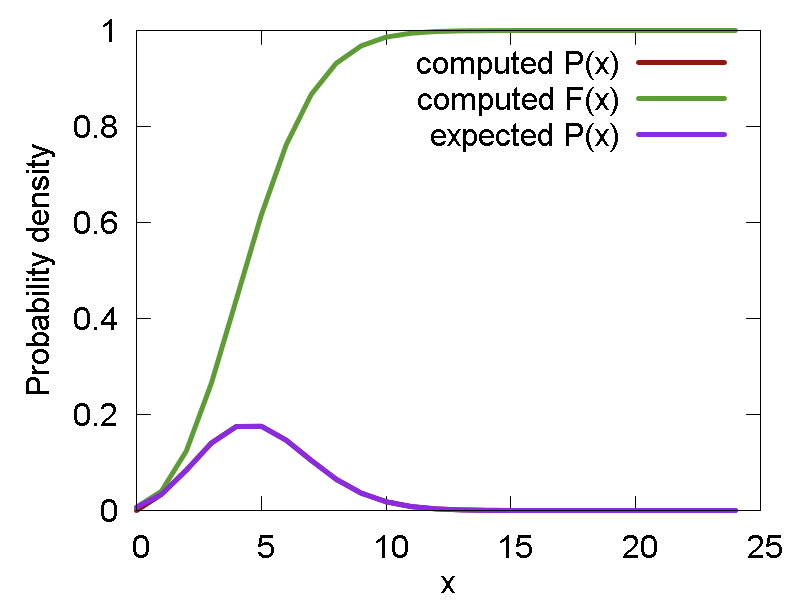 1
0.8
0.6
0.4
0.2
0
Probability density
computed P(x)
computed F(x)
expected P(x)
0 5 10 15 20 25
x